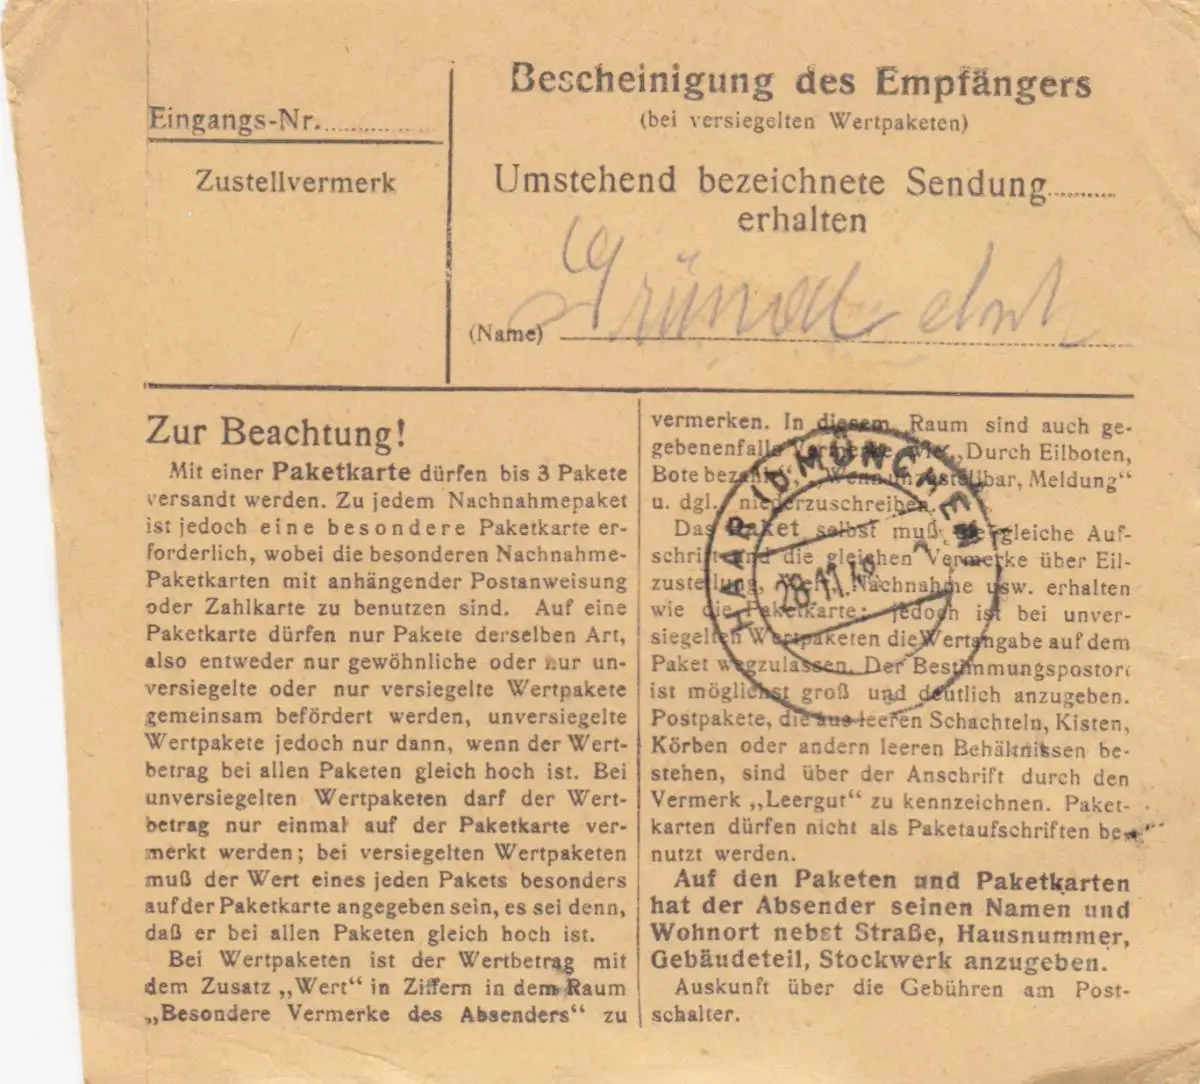 Eingangs-Nr.
Zustellvermerk
Bescheinigung des Empfängers
(bei versiegelten Wertpaketen)
Umstehend bezeichnete Sendung
erhalten
(Name)
Zur Beachtung!
Mit einer Paketkarte dürfen bis 3 Pakete
versandt werden. Zu jedem Nachnahmepaket
ist jedoch eine besondere Paketkarte er-
forderlich, wobei die besonderen Nachnahme-
Paketkarten mit anhängender Postanweisung
oder Zahlkarte zu benutzen sind. Auf eine
Paketkarte dürfen nur Pakete derselben Art,
also entweder nur gewöhnliche oder nur un-
versiegelte oder nur versiegelte Wertpakete
gemeinsam befördert werden, unversiegelte
Wertpakete jedoch nur dann, wenn der Wert-
betrag bei allen Paketen gleich hoch ist. Bei
unversiegelten Wertpaketen darf der Wert-
betrag nur einmal auf der Paketkarte ver-
merkt werden; bei versiegelten Wertpaketen
muß der Wert eines jeden Pakets besonders
auf der Paketkarte angegeben sein, es sei denn,
daß er bei allen Paketen gleich hoch ist.
Bei Wertpaketen ist der Wertbetrag mit
dem Zusatz „Wert“ in Ziffern in dem Raum
„Besondere Vermerke des Absenders“ zu
vermerken. In diesem Raum sind auch ge-
gebenenfalls Vermerke wie „Durch Eilboten,
Bote bezahlt“, „Wenn unzustellbar, Meldung“
u. dgl. niederzuschreiben.
Das Paket selbst muß die gleiche Auf-
schrift und die gleichen Vermerke über Eil-
zustellung, Wert, Nachnahme usw. erhalten
wie die Paketkarte; jedoch ist bei unver-
siegelten Wertpaketen die Wertangabe auf dem
Paket wegzulassen. Der Bestimmungspostort
ist möglichst groß und deutlich anzugeben.
Postpakete, die aus leeren Schachteln, Kisten,
Körben oder andern leeren Behältnissen be-
stehen, sind über der Anschrift durch den
Vermerk „Leergut“ zu kennzeichnen. Paket-
karten dürfen nicht als Paketaufschriften be-
nutzt werden.
Auf den Paketen und Paketkarten
hat der Absender seinen Namen und
Wohnort nebst Straße, Hausnummer,
Gebäudeteil, Stockwerk anzugeben.
Auskunft über die Gebühren am Post-
schalter.
HAAR (b. MÜNCHEN)
28.11.48